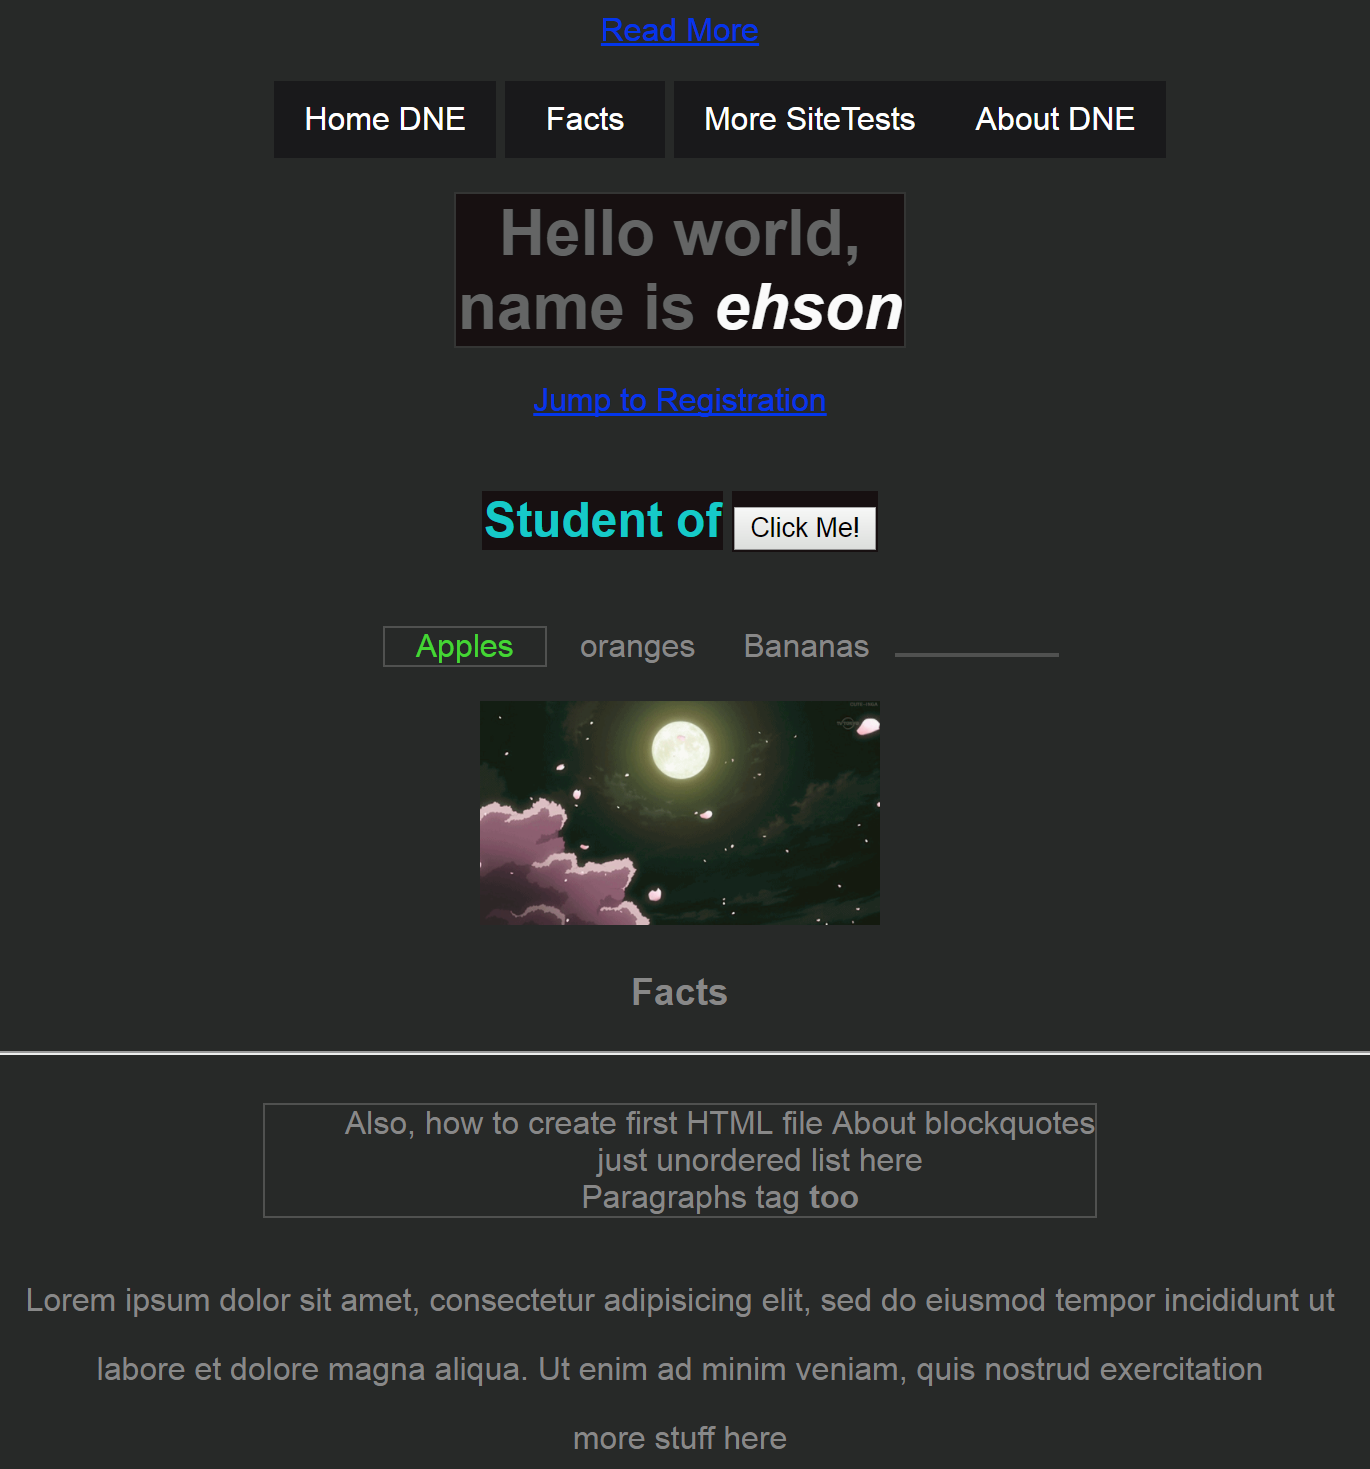 Read More
Home DNE Facts More SiteTests About DNE
Hello world,
name is ehson
Jump to Registration
Student of Click Me!
Apples oranges Bananas
Facts
Also, how to create first HTML file About blockquotes
just unordered list here
Paragraphs tag too
Lorem ipsum dolor sit amet, consectetur adipisicing elit, sed do eiusmod tempor incididunt ut
labore et dolore magna aliqua. Ut enim ad minim veniam, quis nostrud exercitation
more stuff here